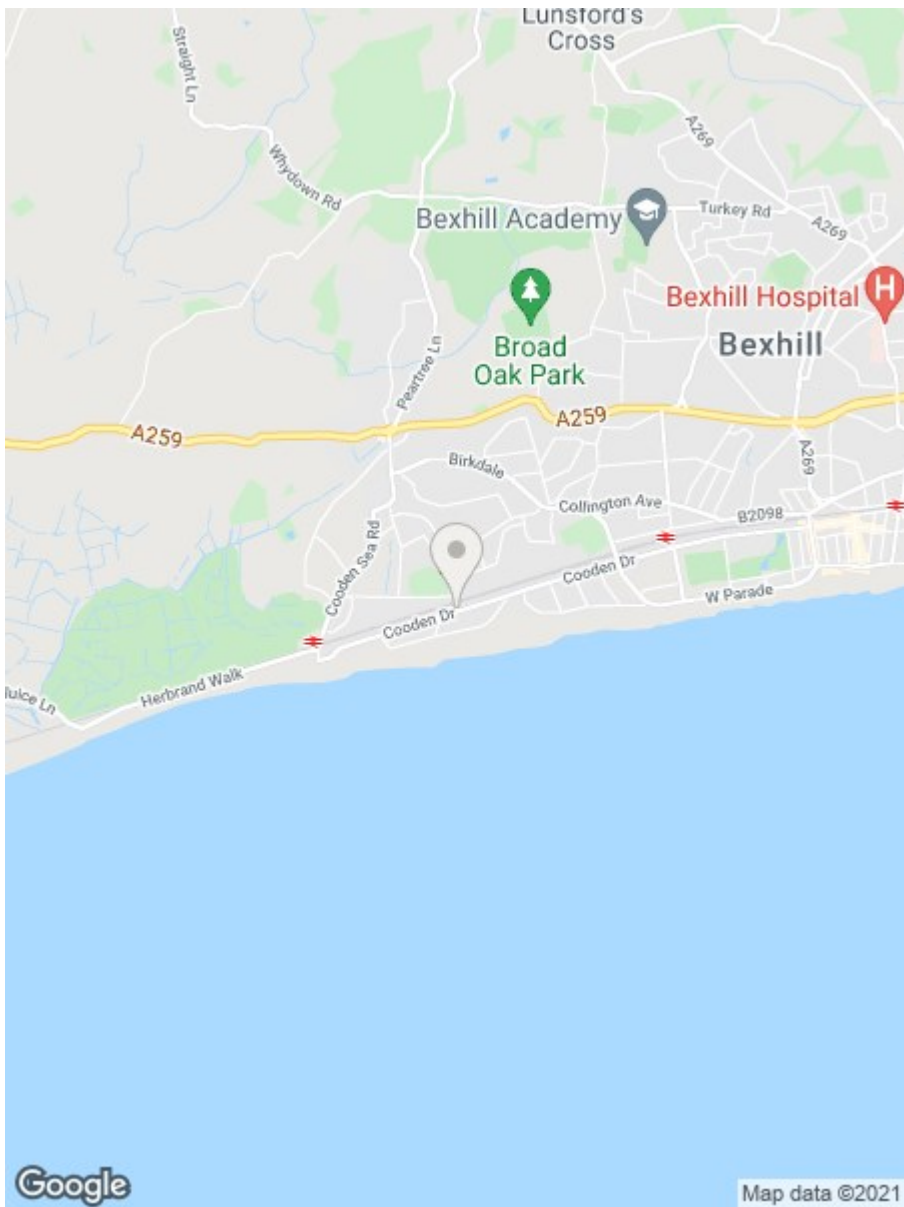 Lunsford's
Cross
Straight Ln
A269
Whydown Rd
Bexhill Academy
Turkey Rd
A269
Bexhill Hospital
H
Broad
Oak Park
Bexhill
Peartree Ln
A259
A259
Birkdale
A269
Collington Ave
B2098
Cooden Sea Rd
Cooden Dr
Cooden Dr
W Parade
Herbrand Walk
Sluice Ln
Google
Map data ©2021